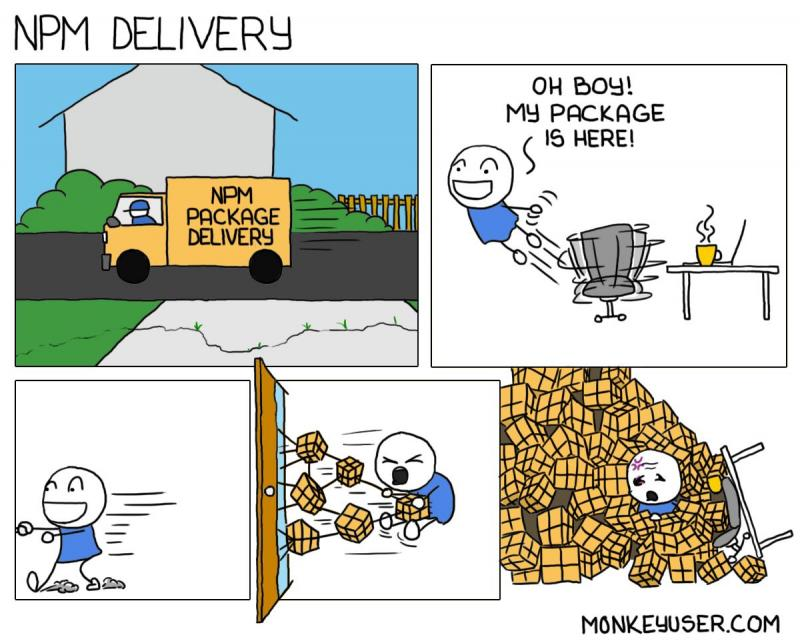 NPM DELIVERY
NPM
PACKAGE
DELIVERY
OH BOY!
MY PACKAGE
IS HERE!
MONKEYUSER.COM